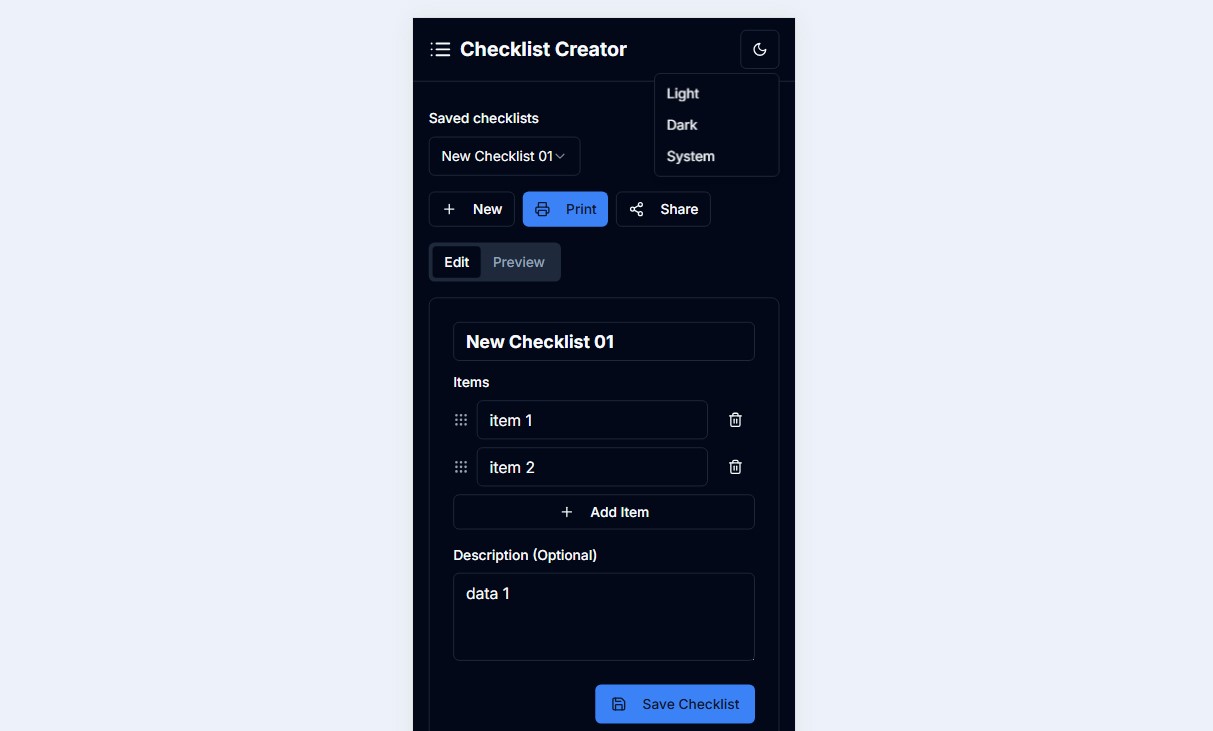 Checklist Creator
Light
Dark
System
Saved checklists
New Checklist 01
New
Print
Share
Edit
Preview
New Checklist 01
Items
item 1
item 2
Add Item
Description (Optional)
data 1
Save Checklist